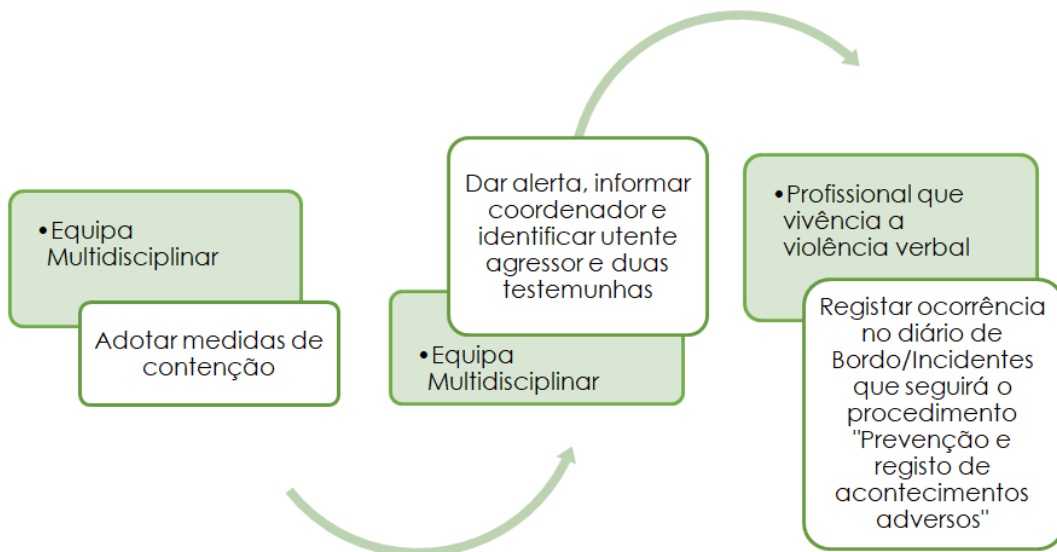 •Equipa
Multidisciplinar
Adotar medidas de
contenção
Dar alerta, informar
coordenador e
identificar utente
agressor e duas
testemunhas
•Equipa
Multidisciplinar
•Profissional que
vivência a
violência verbal
Registar ocorrência
no diário de
Bordo/Incidentes
que seguirá o
procedimento
"Prevenção e
registo de
acontecimentos
adversos"